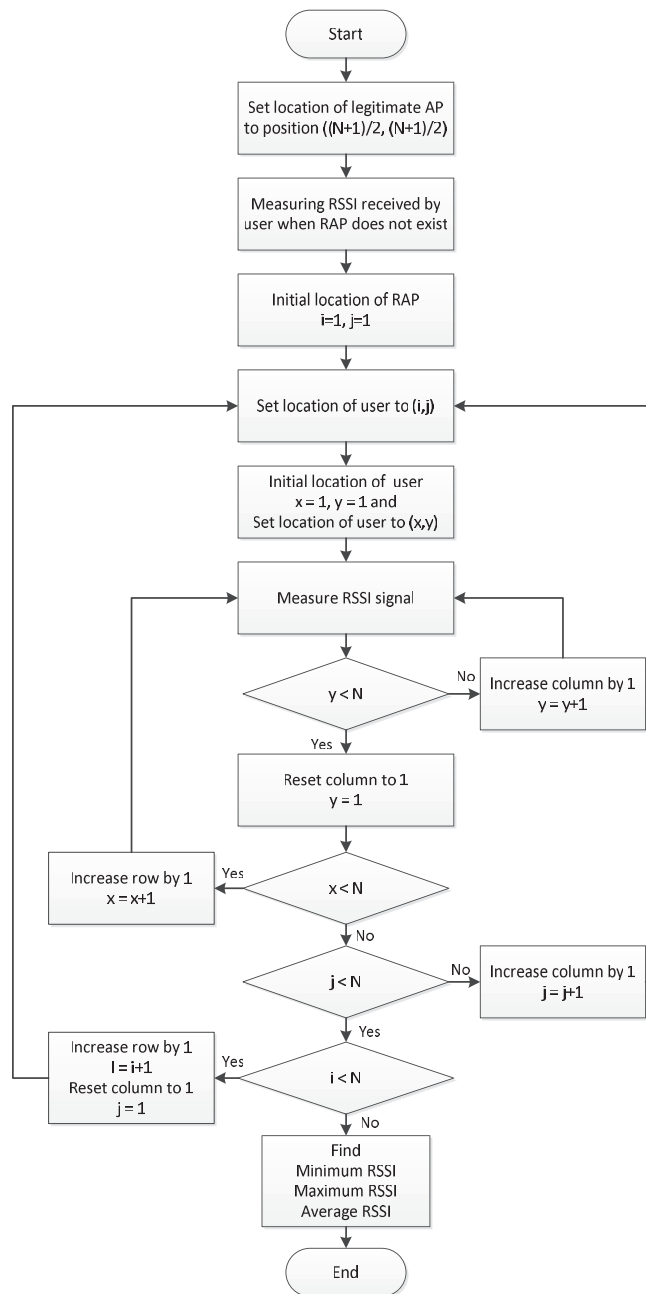 Start
Set location of legitimate AP
to position ((N+1)/2, (N+1)/2)
Measuring RSSI received by
user when RAP does not exist
Initial location of RAP
i=1, j=1
Set location of user to (i,j)
Initial location of user
x = 1, y = 1 and
Set location of user to (x,y)
Measure RSSI signal
y < N
No
Increase column by 1
y = y+1
Yes
Reset column to 1
y = 1
x < N
Yes
Increase row by 1
x = x+1
No
j < N
No
Increase column by 1
j = j+1
Yes
i < N
Yes
Increase row by 1
I = i+1
Reset column to 1
j = 1
No
Find
Minimum RSSI
Maximum RSSI
Average RSSI
End